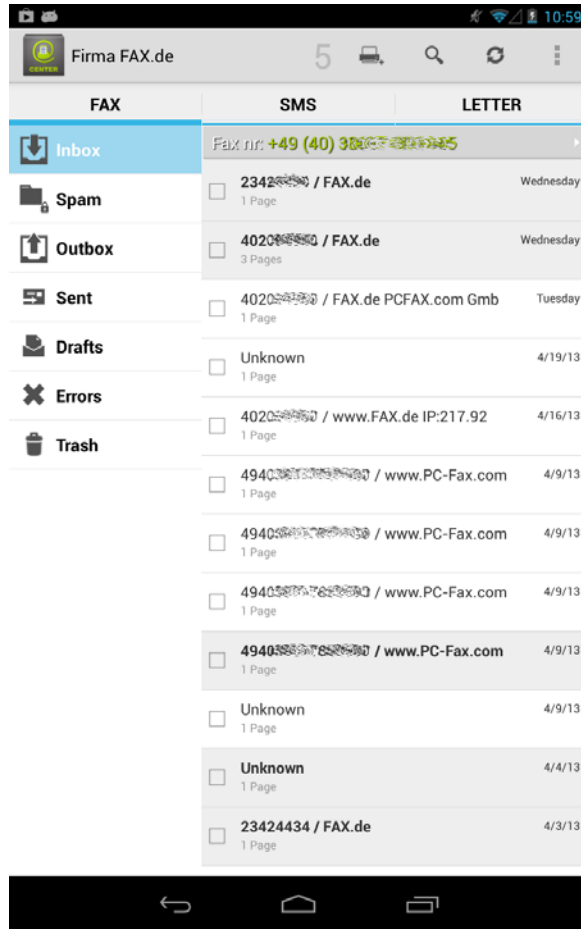 10:59
CENTER
Firma FAX.de
5
FAX
SMS
LETTER
Inbox
Spam
Outbox
Sent
Drafts
Errors
Trash
Fax nr: +49 (40)
/ FAX.de
Wednesday
1 Page
/ FAX.de
Wednesday
3 Pages
/ FAX.de PCFAX.com Gmb
Tuesday
1 Page
Unknown
4/19/13
1 Page
/ www.FAX.de IP:217.92
4/16/13
1 Page
/ www.PC-Fax.com
4/9/13
1 Page
/ www.PC-Fax.com
4/9/13
1 Page
/ www.PC-Fax.com
4/9/13
1 Page
/ www.PC-Fax.com
4/9/13
1 Page
Unknown
4/9/13
1 Page
Unknown
4/4/13
1 Page
23424434 / FAX.de
4/3/13
1 Page